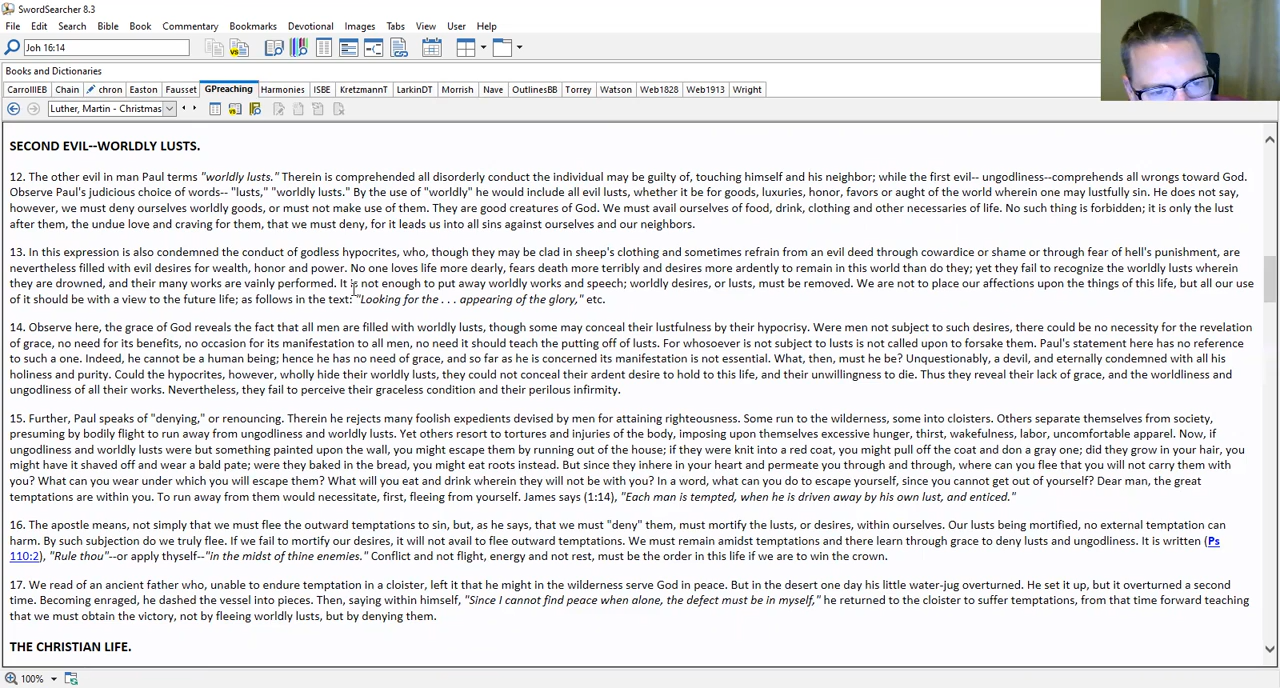 SwordSearcher 8.3
File Edit Search Bible Book Commentary Bookmarks Devotional Images Tabs View User Help
Joh 16:14
Books and Dictionaries
CarrollIEB Chain chron Easton Fausset GPreaching Harmonies ISBE KretzmannT LarkinDT Morrish Nave OutlinesBB Torrey Watson Web1828 Web1913 Wright
Luther, Martin - Christmas
SECOND EVIL--WORLDLY LUSTS.
12. The other evil in man Paul terms "worldly lusts." Therein is comprehended all disorderly conduct the individual may be guilty of, touching himself and his neighbor; while the first evil-- ungodliness--comprehends all wrongs toward God.
Observe Paul's judicious choice of words-- "lusts," "worldly lusts." By the use of "worldly" he would include all evil lusts, whether it be for goods, luxuries, honor, favors or aught of the world wherein one may lustfully sin. He does not say,
however, we must deny ourselves worldly goods, or must not make use of them. They are good creatures of God. We must avail ourselves of food, drink, clothing and other necessaries of life. No such thing is forbidden; it is only the lust
after them, the undue love and craving for them, that we must deny, for it leads us into all sins against ourselves and our neighbors.
13. In this expression is also condemned the conduct of godless hypocrites, who, though they may be clad in sheep's clothing and sometimes refrain from an evil deed through cowardice or shame or through fear of hell's punishment, are
nevertheless filled with evil desires for wealth, honor and power. No one loves life more dearly, fears death more terribly and desires more ardently to remain in this world than do they; yet they fail to recognize the worldly lusts wherein
they are drowned, and their many works are vainly performed. It is not enough to put away worldly works and speech; worldly desires, or lusts, must be removed. We are not to place our affections upon the things of this life, but all our use
of it should be with a view to the future life; as follows in the text: "Looking for the . . . appearing of the glory," etc.
14. Observe here, the grace of God reveals the fact that all men are filled with worldly lusts, though some may conceal their lustfulness by their hypocrisy. Were men not subject to such desires, there could be no necessity for the revelation
of grace, no need for its benefits, no occasion for its manifestation to all men, no need it should teach the putting off of lusts. For whosoever is not subject to lusts is not called upon to forsake them. Paul's statement here has no reference
to such a one. Indeed, he cannot be a human being; hence he has no need of grace, and so far as he is concerned its manifestation is not essential. What, then, must he be? Unquestionably, a devil, and eternally condemned with all his
holiness and purity. Could the hypocrites, however, wholly hide their worldly lusts, they could not conceal their ardent desire to hold to this life, and their unwillingness to die. Thus they reveal their lack of grace, and the worldliness and
ungodliness of all their works. Nevertheless, they fail to perceive their graceless condition and their perilous infirmity.
15. Further, Paul speaks of "denying," or renouncing. Therein he rejects many foolish expedients devised by men for attaining righteousness. Some run to the wilderness, some into cloisters. Others separate themselves from society,
presuming by bodily flight to run away from ungodliness and worldly lusts. Yet others resort to tortures and injuries of the body, imposing upon themselves excessive hunger, thirst, wakefulness, labor, uncomfortable apparel. Now, if
ungodliness and worldly lusts were but something painted upon the wall, you might escape them by running out of the house; if they were knit into a red coat, you might pull off the coat and don a gray one; did they grow in your hair, you
might have it shaved off and wear a bald pate; were they baked in the bread, you might eat roots instead. But since they inhere in your heart and permeate you through and through, where can you flee that you will not carry them with
you? What can you wear under which you will escape them? What will you eat and drink wherein they will not be with you? In a word, what can you do to escape yourself, since you cannot get out of yourself? Dear man, the great
temptations are within you. To run away from them would necessitate, first, fleeing from yourself. James says (1:14), "Each man is tempted, when he is driven away by his own lust, and enticed."
16. The apostle means, not simply that we must flee the outward temptations to sin, but, as he says, that we must "deny" them, must mortify the lusts, or desires, within ourselves. Our lusts being mortified, no external temptation can
harm. By such subjection do we truly flee. If we fail to mortify our desires, it will not avail to flee outward temptations. We must remain amidst temptations and there learn through grace to deny lusts and ungodliness. It is written (Ps
110:2), "Rule thou"--or apply thyself--"in the midst of thine enemies." Conflict and not flight, energy and not rest, must be the order in this life if we are to win the crown.
17. We read of an ancient father who, unable to endure temptation in a cloister, left it that he might in the wilderness serve God in peace. But in the desert one day his little water-jug overturned. He set it up, but it overturned a second
time. Becoming enraged, he dashed the vessel into pieces. Then, saying within himself, "Since I cannot find peace when alone, the defect must be in myself," he returned to the cloister to suffer temptations, from that time forward teaching
that we must obtain the victory, not by fleeing worldly lusts, but by denying them.
THE CHRISTIAN LIFE.
100%